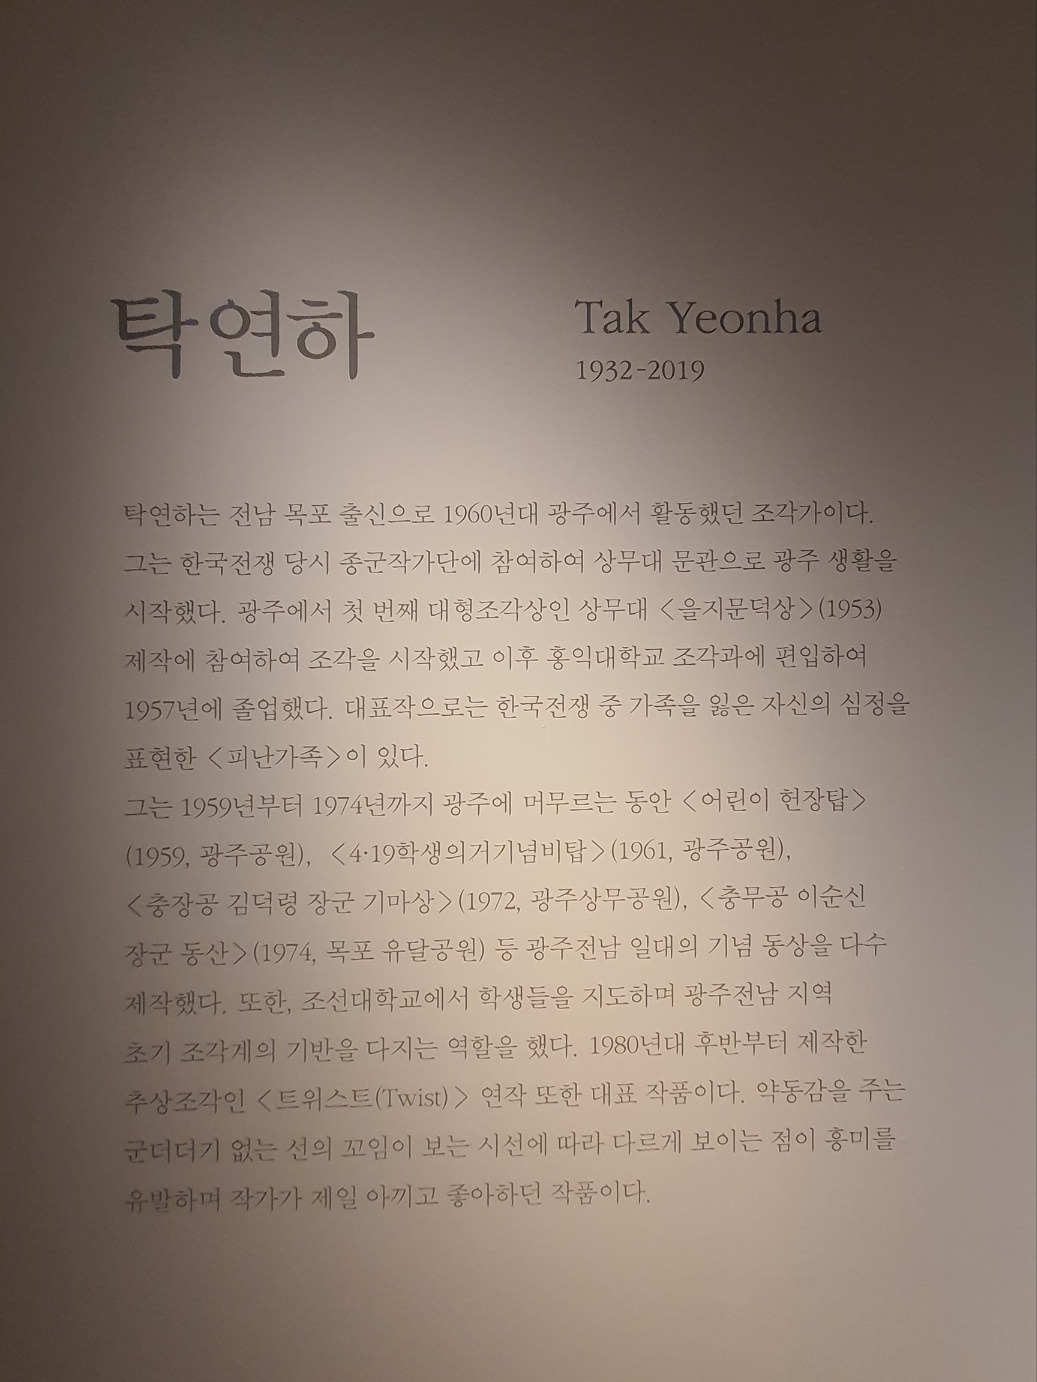 탁연하
Tak Yeonha
1932-2019
탁연하는 전남 목포 출신으로 1960년대 광주에서 활동했던 조각가이다.
그는 한국전쟁 당시 종군작가단에 참여하여 상무대 문관으로 광주 생활을
시작했다. 광주에서 첫 번째 대형조각상인 상무대 <을지문덕상>(1953)
제작에 참여하여 조각을 시작했고 이후 홍익대학교 조각과에 편입하여
1957년에 졸업했다. 대표작으로는 한국전쟁 중 가족을 잃은 자신의 심정을
표현한 <피난가족>이 있다.
그는 1959년부터 1974년까지 광주에 머무르는 동안 <어린이 헌장탑>
(1959, 광주공원), <4·19학생의거기념비탑>(1961, 광주공원),
<충장공 김덕령 장군 기마상>(1972, 광주상무공원), <충무공 이순신
장군 동산>(1974, 목포 유달공원) 등 광주전남 일대의 기념 동상을 다수
제작했다. 또한, 조선대학교에서 학생들을 지도하며 광주전남 지역
초기 조각계의 기반을 다지는 역할을 했다. 1980년대 후반부터 제작한
추상조각인 <트위스트(Twist)> 연작 또한 대표 작품이다. 약동감을 주는
군더더기 없는 선의 꼬임이 보는 시선에 따라 다르게 보이는 점이 흥미를
유발하며 작가가 제일 아끼고 좋아하던 작품이다.